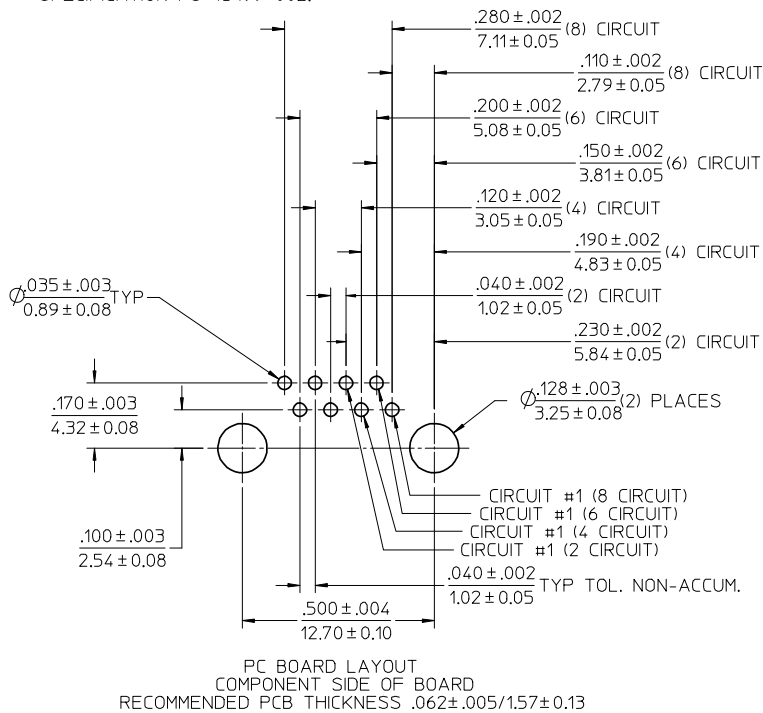 .280±.002
7.11±0.05 (8) CIRCUIT
.110±.002
2.79±0.05 (8) CIRCUIT
.200±.002
5.08±0.05 (6) CIRCUIT
.150±.002
3.81±0.05 (6) CIRCUIT
.120±.002
3.05±0.05 (4) CIRCUIT
.190±.002
4.83±0.05 (4) CIRCUIT
Ø.035±.003
0.89±0.08 TYP
.040±.002
1.02±0.05 (2) CIRCUIT
.230±.002
5.84±0.05 (2) CIRCUIT
.170±.003
4.32±0.08
Ø.128±.003
3.25±0.08 (2) PLACES
CIRCUIT #1 (8 CIRCUIT)
CIRCUIT #1 (6 CIRCUIT)
CIRCUIT #1 (4 CIRCUIT)
CIRCUIT #1 (2 CIRCUIT)
.100±.003
2.54±0.08
.040±.002
1.02±0.05 TYP TOL. NON-ACCUM.
.500±.004
12.70±0.10
PC BOARD LAYOUT
COMPONENT SIDE OF BOARD
RECOMMENDED PCB THICKNESS .062±.005/1.57±0.13